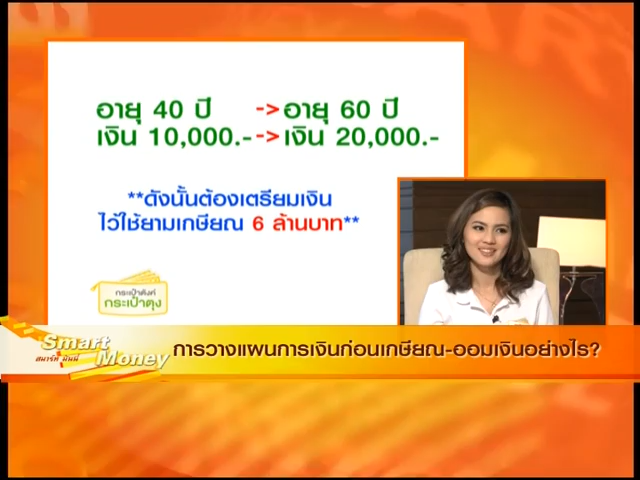 อายุ 40 ปี -> อายุ 60 ปี
เงิน 10,000.- -> เงิน 20,000.-
**ดังนั้นต้องเตรียมเงิน
ไว้ใช้ยามเกษียณ 6 ล้านบาท**
กระเป๋าตังค์
กระเป๋าตุง
Smart
สมาร์ท มันนี่
Money
การวางแผนการเงินก่อนเกษียณ-ออมเงินอย่างไร?